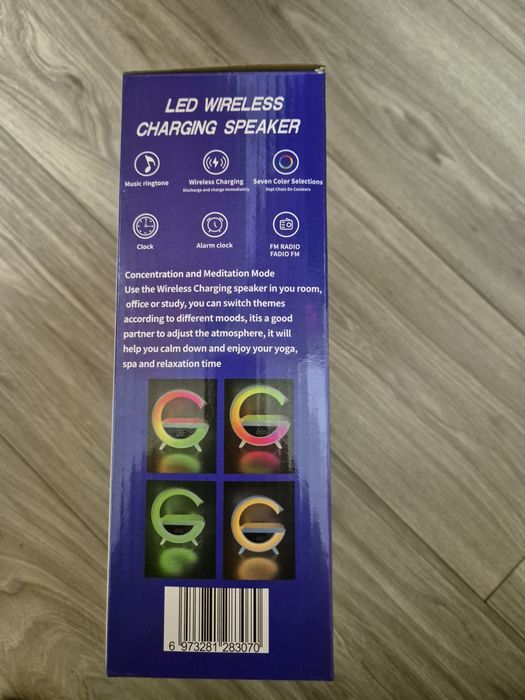 LED WIRELESS
CHARGING SPEAKER
Music ringtone
Wireless Charging
Discharge and charge immediately
Seven Color Selections
Sept Chois De Couleurs
Clock
Alarm clock
FM RADIO
FADIO FM
Concentration and Meditation Mode
Use the Wireless Charging speaker in you room,
office or study, you can switch themes
according to different moods, itis a good
partner to adjust the atmosphere, it will
help you calm down and enjoy your yoga,
spa and relaxation time
6 973281 283070